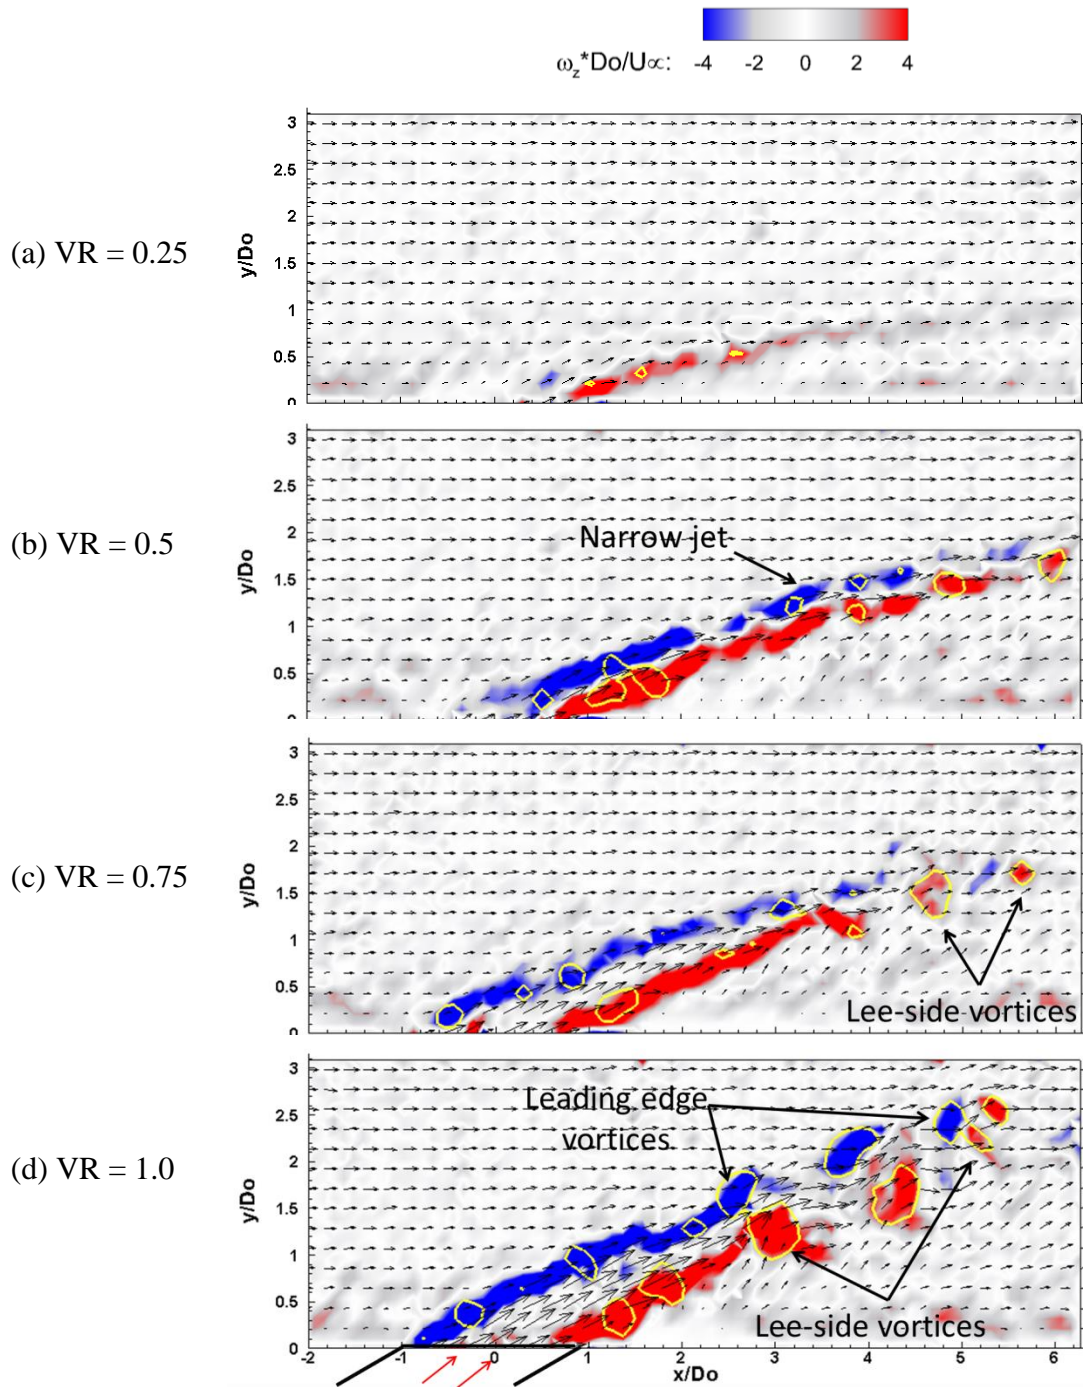 ω_z*Do/U∝: -4 -2 0 2 4
(a) VR = 0.25
y/Do
3
2.5
2
1.5
1
0.5
0
(b) VR = 0.5
y/Do
3
2.5
2
1.5
1
0.5
0
Narrow jet
(c) VR = 0.75
y/Do
3
2.5
2
1.5
1
0.5
0
Lee-side vortices
(d) VR = 1.0
y/Do
3
2.5
2
1.5
1
0.5
0
Leading edge
vortices
Lee-side vortices
-2 -1 0 1 2 3 4 5 6
x/Do